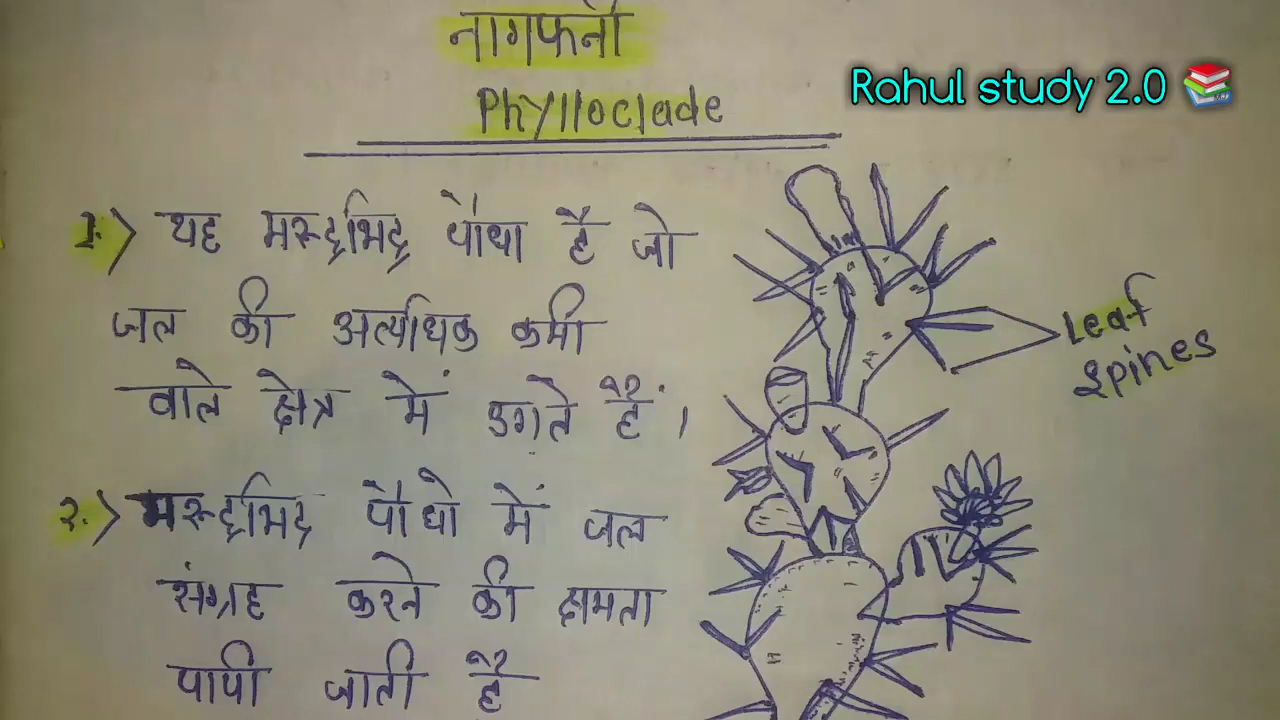 नागफनी
Phylloclade
Rahul study 2.0
1.> यह मरूद्भिद् पौधा है जो
जल की अत्यधिक कमी
वाले क्षेत्र में उगते हैं।
२.> मरूद्भिद पौधो में जल
संग्रह करने की क्षमता
पायी जाती है
Leaf
Spines